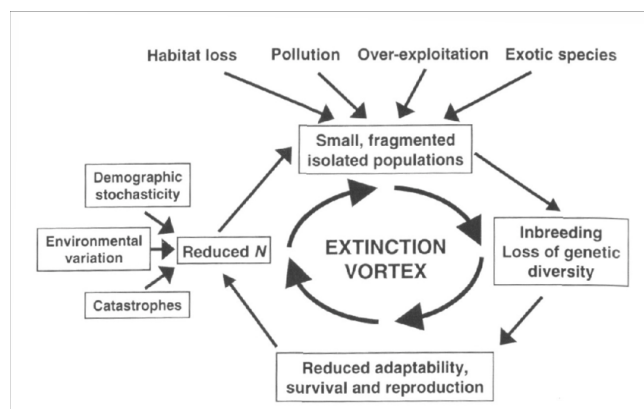 Habitat loss Pollution Over-exploitation Exotic species
Small, fragmented
isolated populations
Demographic
stochasticity
Environmental
variation
Reduced N
Catastrophes
EXTINCTION
VORTEX
Inbreeding
Loss of genetic
diversity
Reduced adaptability,
survival and reproduction